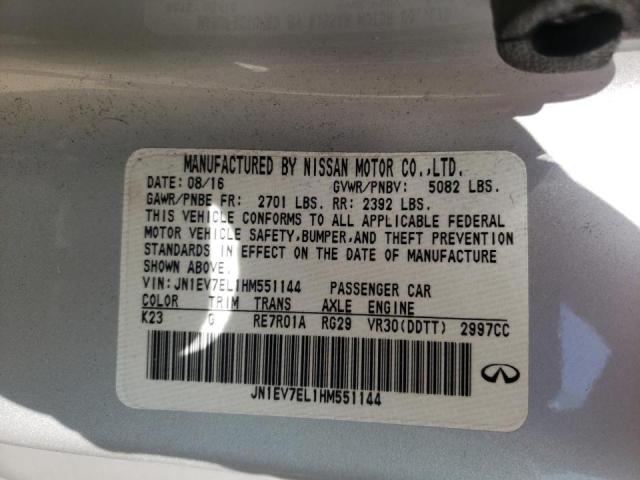 MANUFACTURED BY NISSAN MOTOR CO.,LTD.
DATE: 08/16 GVWR/PNBV: 5082 LBS.
GAWR/PNBE FR: 2701 LBS. RR: 2392 LBS.
THIS VEHICLE CONFORMS TO ALL APPLICABLE FEDERAL
MOTOR VEHICLE SAFETY,BUMPER,AND THEFT PREVENTION
STANDARDS IN EFFECT ON THE DATE OF MANUFACTURE
SHOWN ABOVE.
VIN: JN1EV7EL1HM551144 PASSENGER CAR
COLOR TRIM TRANS AXLE ENGINE
K23 G RE7R01A RG29 VR30(DDTT) 2997CC
JN1EV7EL1HM551144